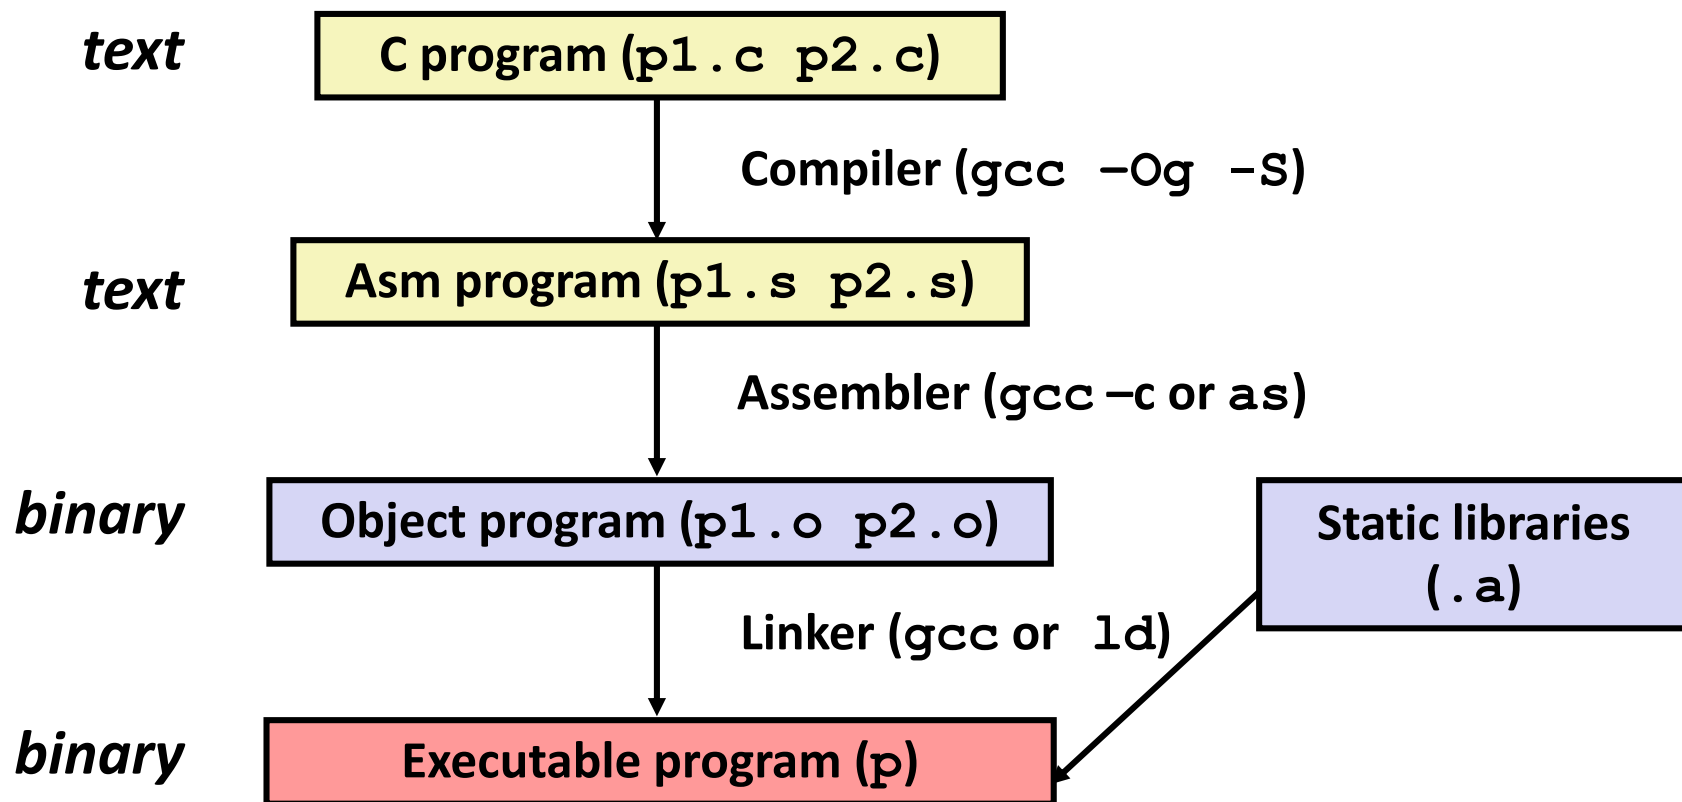 text
C program (p1.c p2.c)
Compiler (gcc –Og -S)
text
Asm program (p1.s p2.s)
Assembler (gcc –c or as)
binary
Object program (p1.o p2.o)
Static libraries
(.a)
Linker (gcc or ld)
binary
Executable program (p)